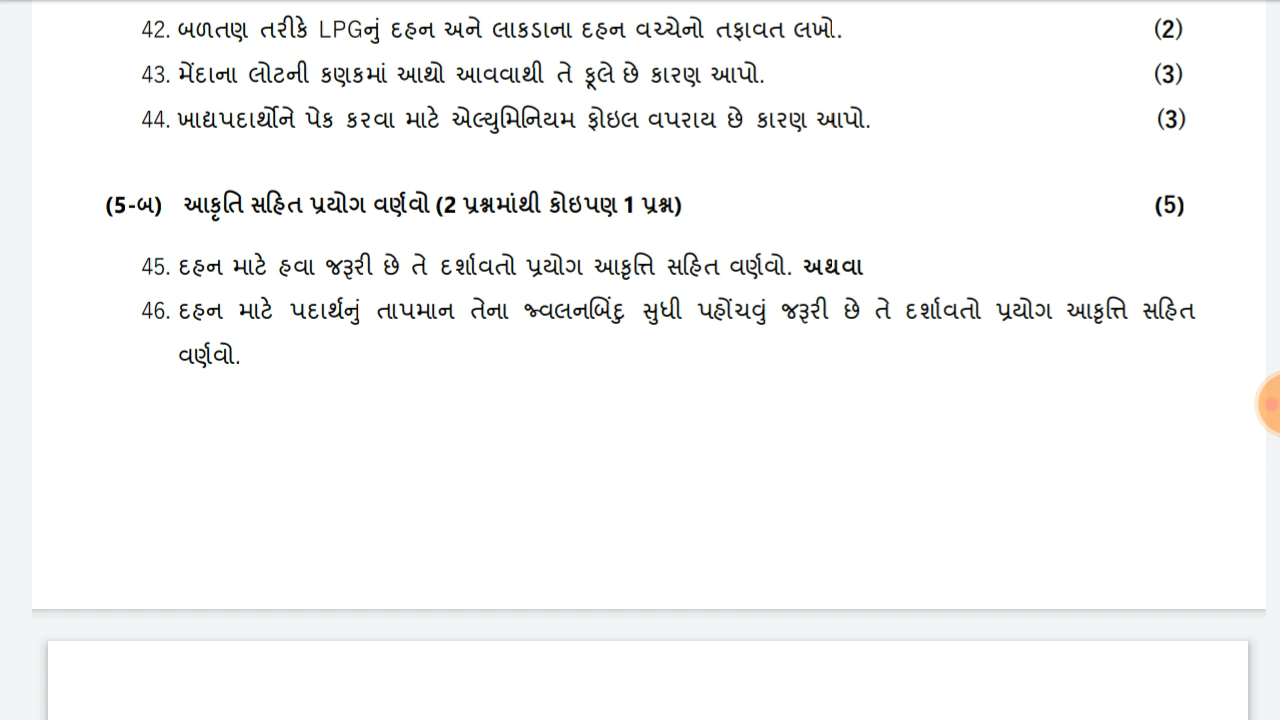 42. બળતણ તરીકે LPGનું દહન અને લાકડાના દહન વચ્ચેનો તફાવત લખો. (2)
43. મેંદાના લોટની કણકમાં આથો આવવાથી તે ફૂલે છે કારણ આપો. (3)
44. ખાદ્યપદાર્થોને પેક કરવા માટે એલ્યુમિનિયમ ફોઇલ વપરાય છે કારણ આપો. (3)
(5-બ) આકૃતિ સહિત પ્રયોગ વર્ણવો (2 પ્રશ્નમાંથી કોઇપણ 1 પ્રશ્ન) (5)
45. દહન માટે હવા જરૂરી છે તે દર્શાવતો પ્રયોગ આકૃત્તિ સહિત વર્ણવો. અથવા
46. દહન માટે પદાર્થનું તાપમાન તેના જ્વલનબિંદુ સુધી પહોંચવું જરૂરી છે તે દર્શાવતો પ્રયોગ આકૃત્તિ સહિત
વર્ણવો.